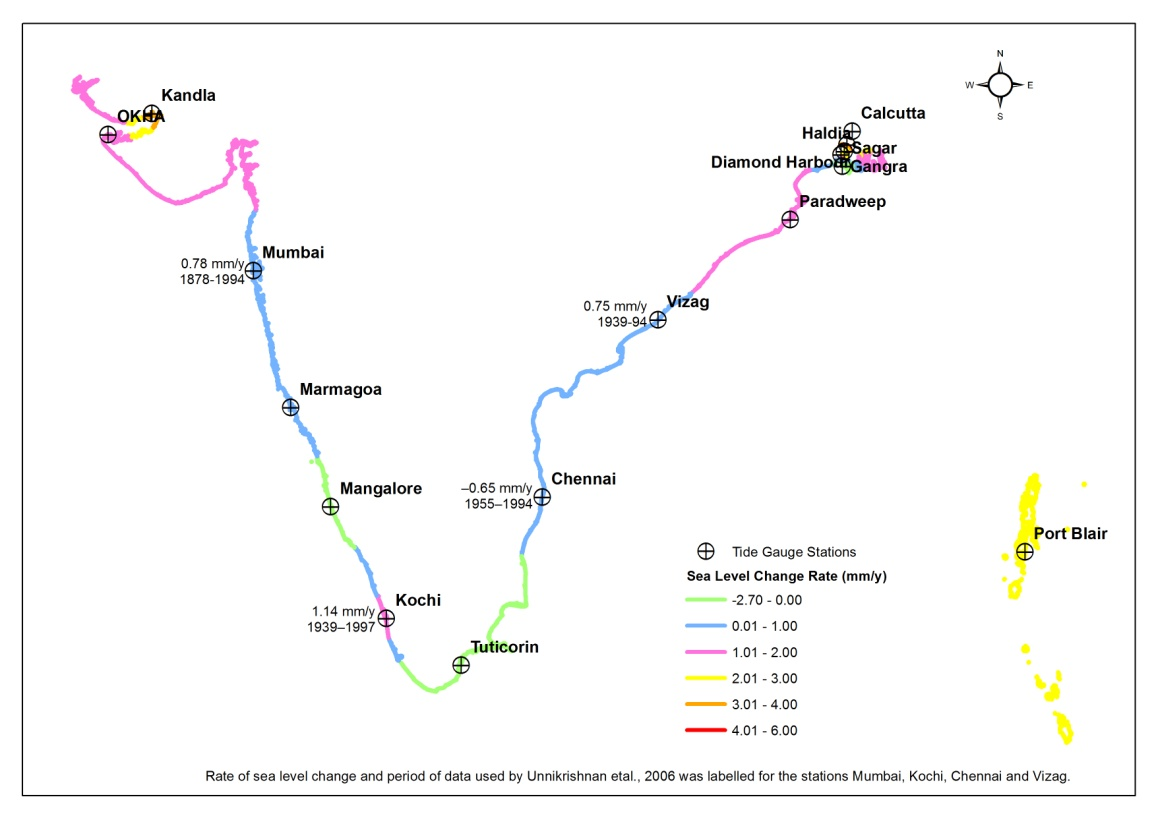 N
W E
S
Kandla
OKHA
Calcutta
Haldia
Sagar
Diamond Harbour
Gangra
Paradweep
Mumbai
0.78 mm/y
1878-1994
Vizag
0.75 mm/y
1939-94
Marmagoa
Chennai
–0.65 mm/y
1955–1994
Mangalore
Port Blair
Tide Gauge Stations
Sea Level Change Rate (mm/y)
-2.70 - 0.00
0.01 - 1.00
1.01 - 2.00
2.01 - 3.00
3.01 - 4.00
4.01 - 6.00
Kochi
1.14 mm/y
1939–1997
Tuticorin
Rate of sea level change and period of data used by Unnikrishnan etal., 2006 was labelled for the stations Mumbai, Kochi, Chennai and Vizag.